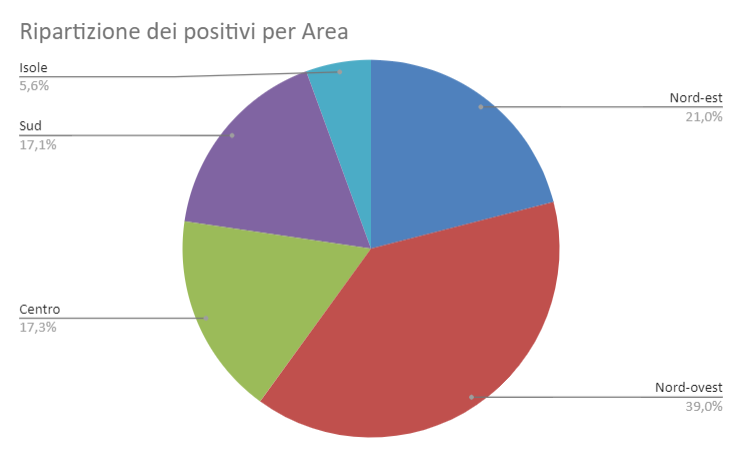 Ripartizione dei positivi per Area
Isole
5,6%
Nord-est
21,0%
Sud
17,1%
Centro
17,3%
Nord-ovest
39,0%